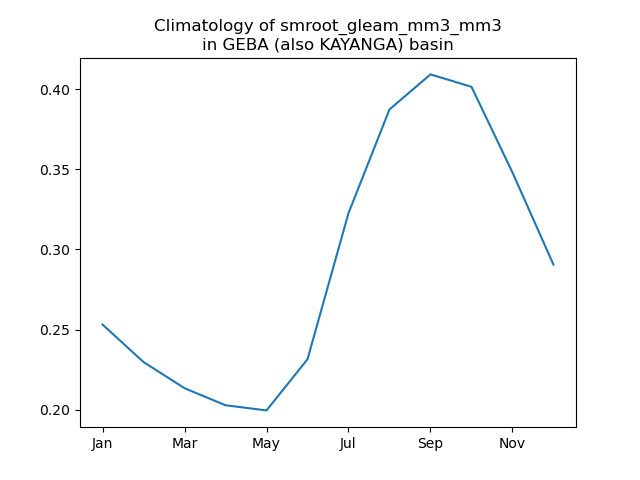 Climatology of smroot_gleam_mm3_mm3
in GEBA (also KAYANGA) basin
0.40
0.35
0.30
0.25
0.20
Jan Mar May Jul Sep Nov